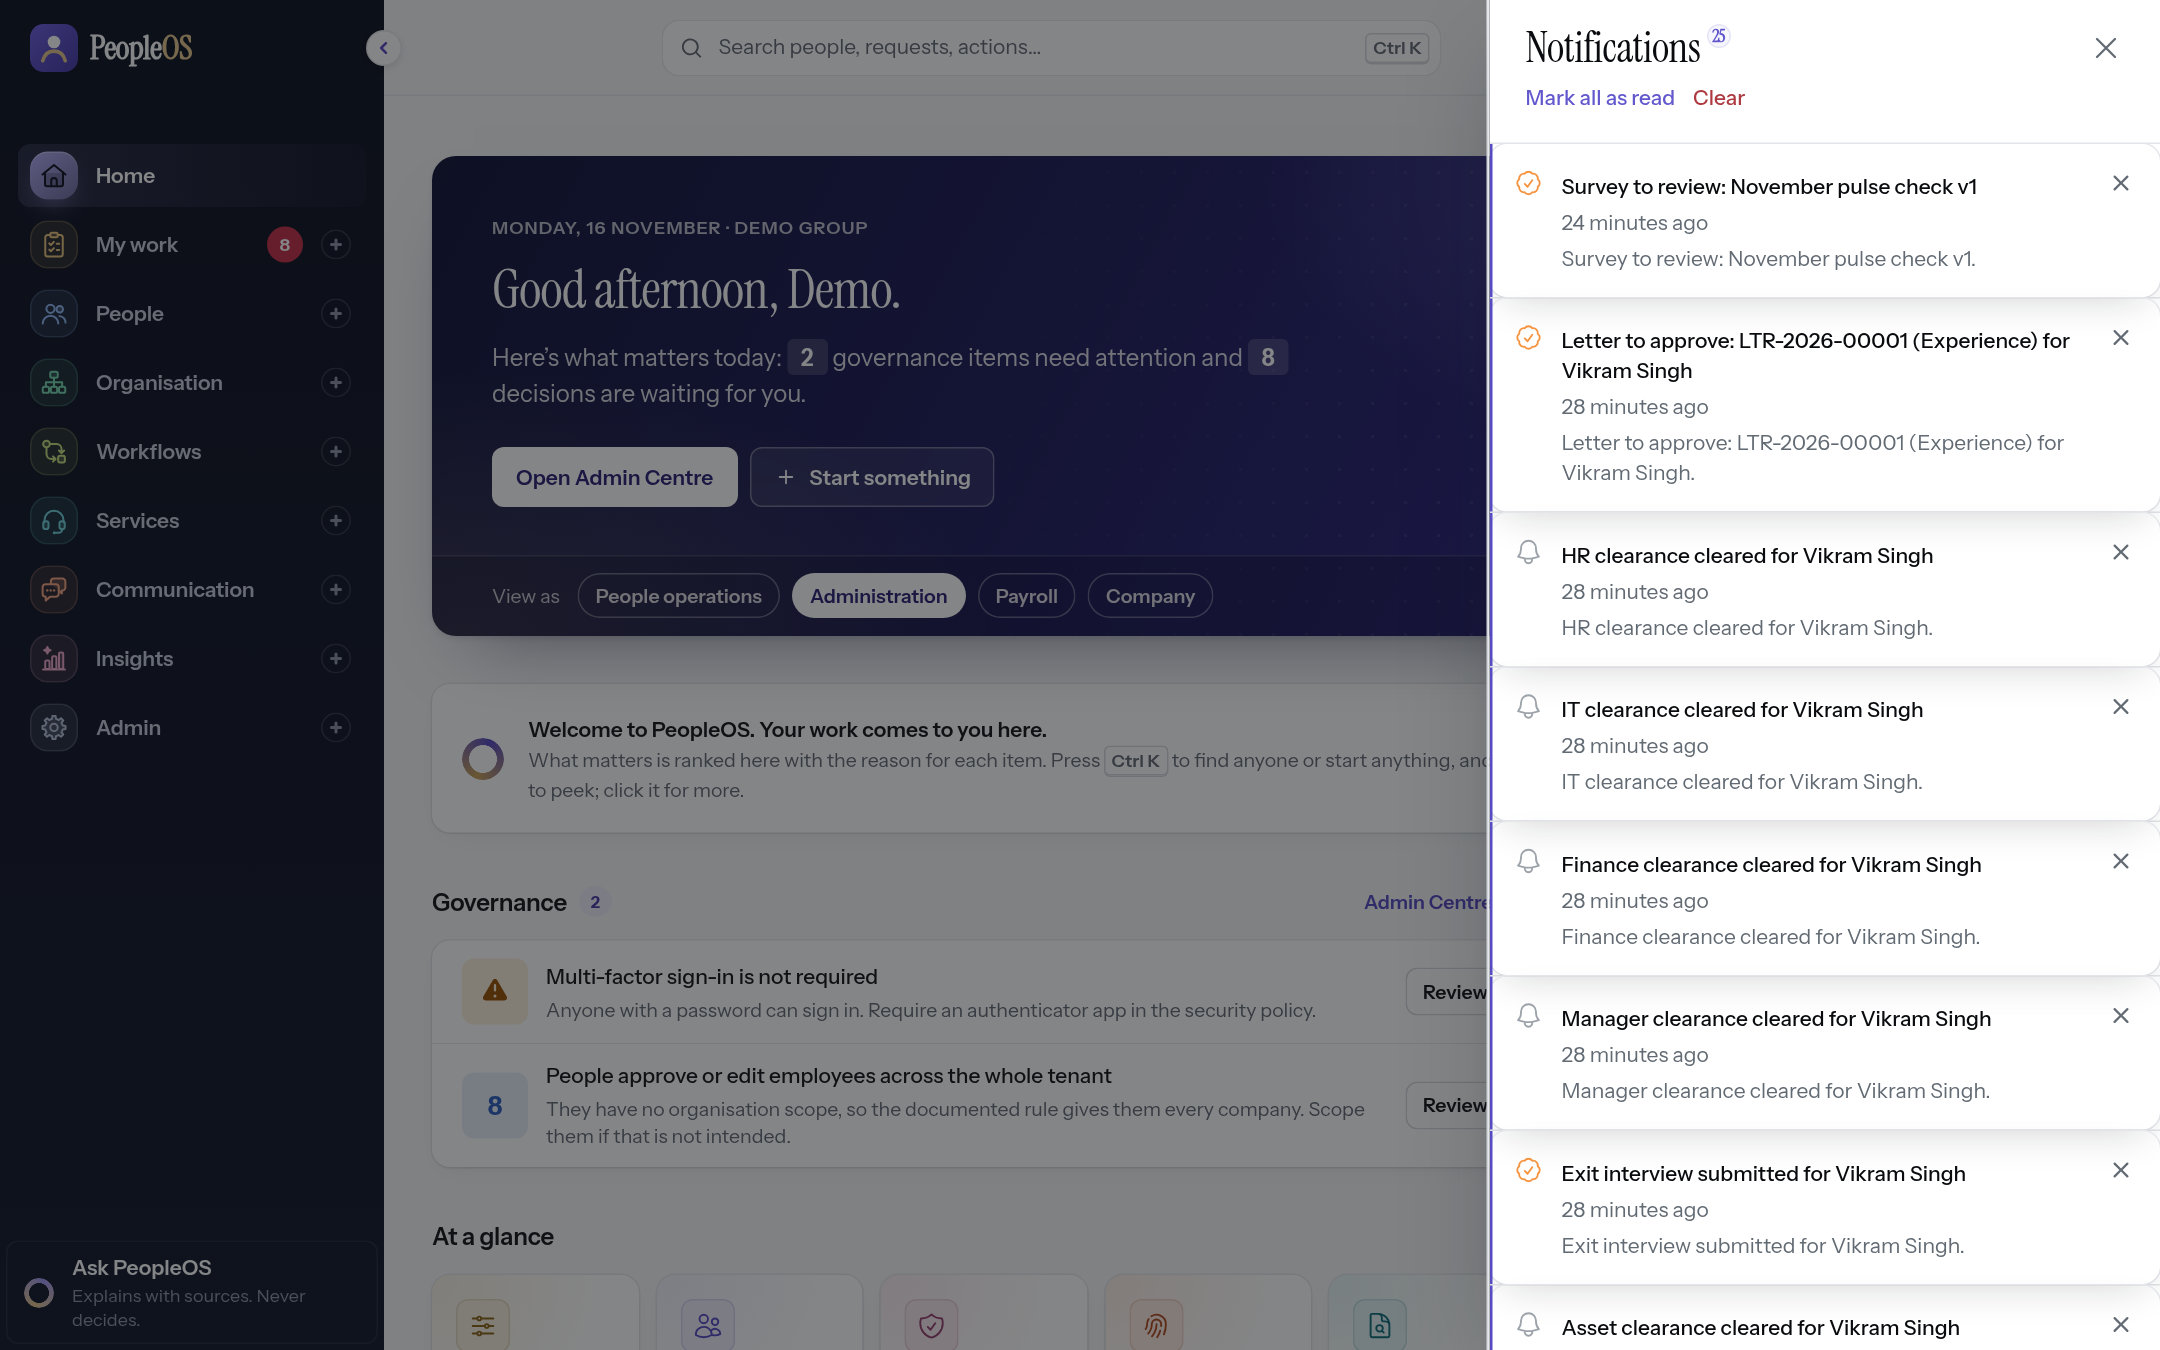 PeopleOS
Home
My work 8
People
Organisation
Workflows
Services
Communication
Insights
Admin
Ask PeopleOS
Explains with sources. Never
decides.
Search people, requests, actions... Ctrl K
MONDAY, 16 NOVEMBER · DEMO GROUP
Good afternoon, Demo.
Here's what matters today: 2 governance items need attention and 8
decisions are waiting for you.
Open Admin Centre
Start something
View as People operations Administration Payroll Company
Welcome to PeopleOS. Your work comes to you here.
What matters is ranked here with the reason for each item. Press Ctrl K to find anyone or start anything, and
to peek; click it for more.
Governance 2
Admin Centre
Multi-factor sign-in is not required
Anyone with a password can sign in. Require an authenticator app in the security policy.
Review
8
People approve or edit employees across the whole tenant
They have no organisation scope, so the documented rule gives them every company. Scope
them if that is not intended.
Review
At a glance
Notifications 25
Mark all as read Clear
Survey to review: November pulse check v1
24 minutes ago
Survey to review: November pulse check v1.
Letter to approve: LTR-2026-00001 (Experience) for
Vikram Singh
28 minutes ago
Letter to approve: LTR-2026-00001 (Experience) for
Vikram Singh.
HR clearance cleared for Vikram Singh
28 minutes ago
HR clearance cleared for Vikram Singh.
IT clearance cleared for Vikram Singh
28 minutes ago
IT clearance cleared for Vikram Singh.
Finance clearance cleared for Vikram Singh
28 minutes ago
Finance clearance cleared for Vikram Singh.
Manager clearance cleared for Vikram Singh
28 minutes ago
Manager clearance cleared for Vikram Singh.
Exit interview submitted for Vikram Singh
28 minutes ago
Exit interview submitted for Vikram Singh.
Asset clearance cleared for Vikram Singh